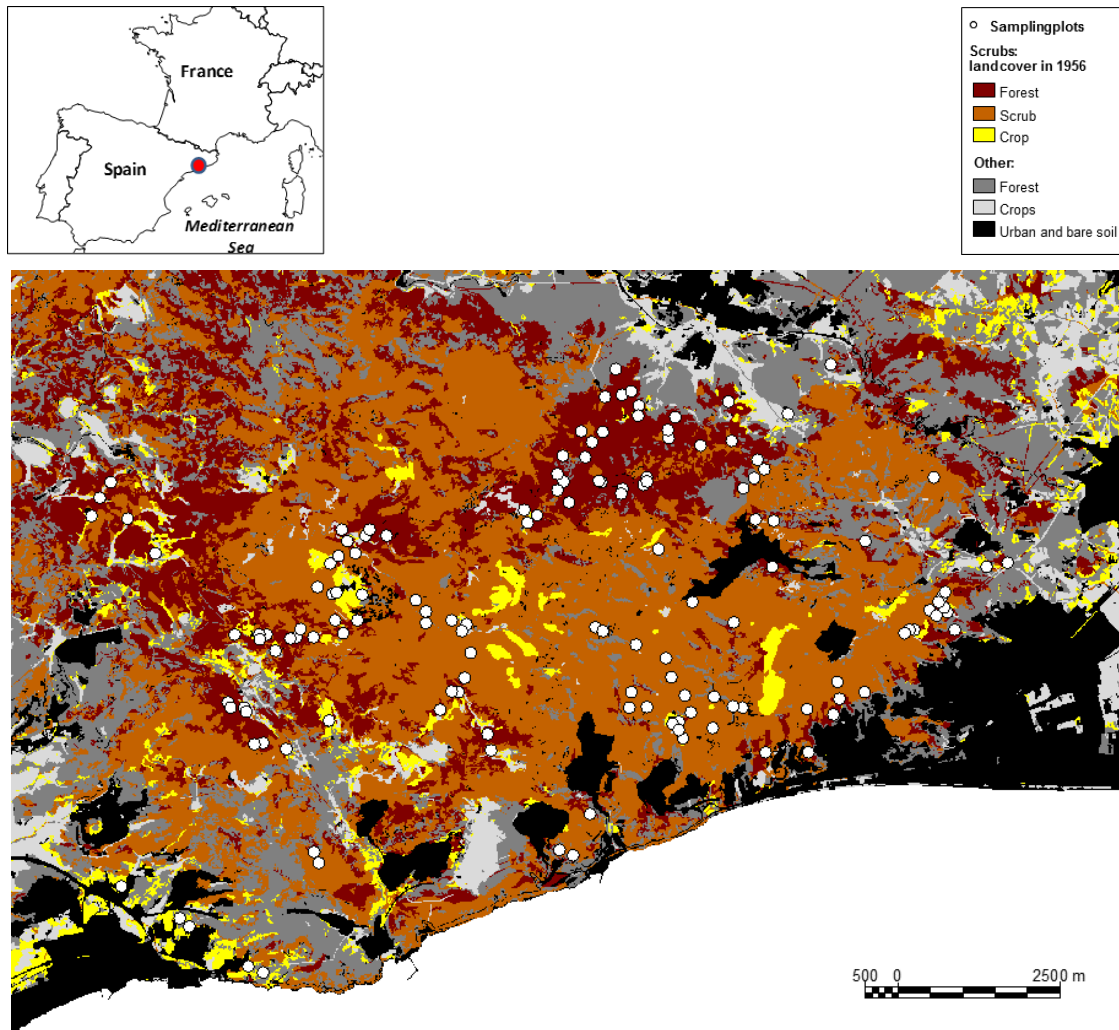 France
Spain
Mediterranean
Sea
Samplingplots
Scrubs:
landcover in 1956
Forest
Scrub
Crop
Other:
Forest
Crops
Urban and bare soil
500 0 2500 m